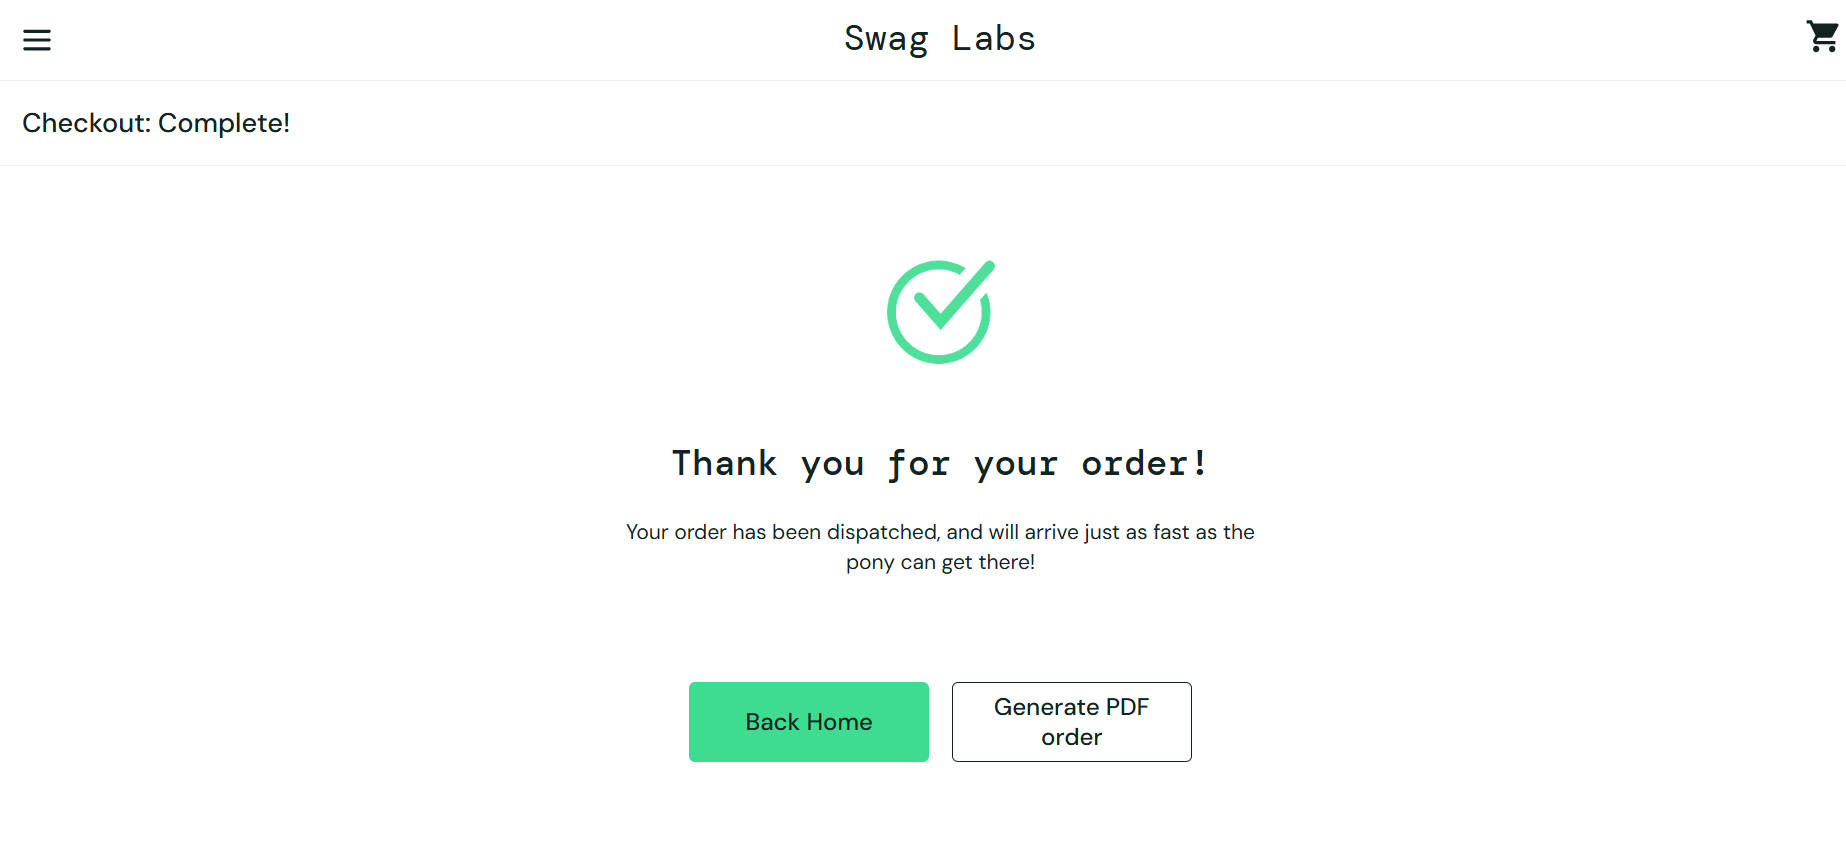 Swag Labs
Checkout: Complete!
Thank you for your order!
Your order has been dispatched, and will arrive just as fast as the
pony can get there!
Back Home
Generate PDF
order